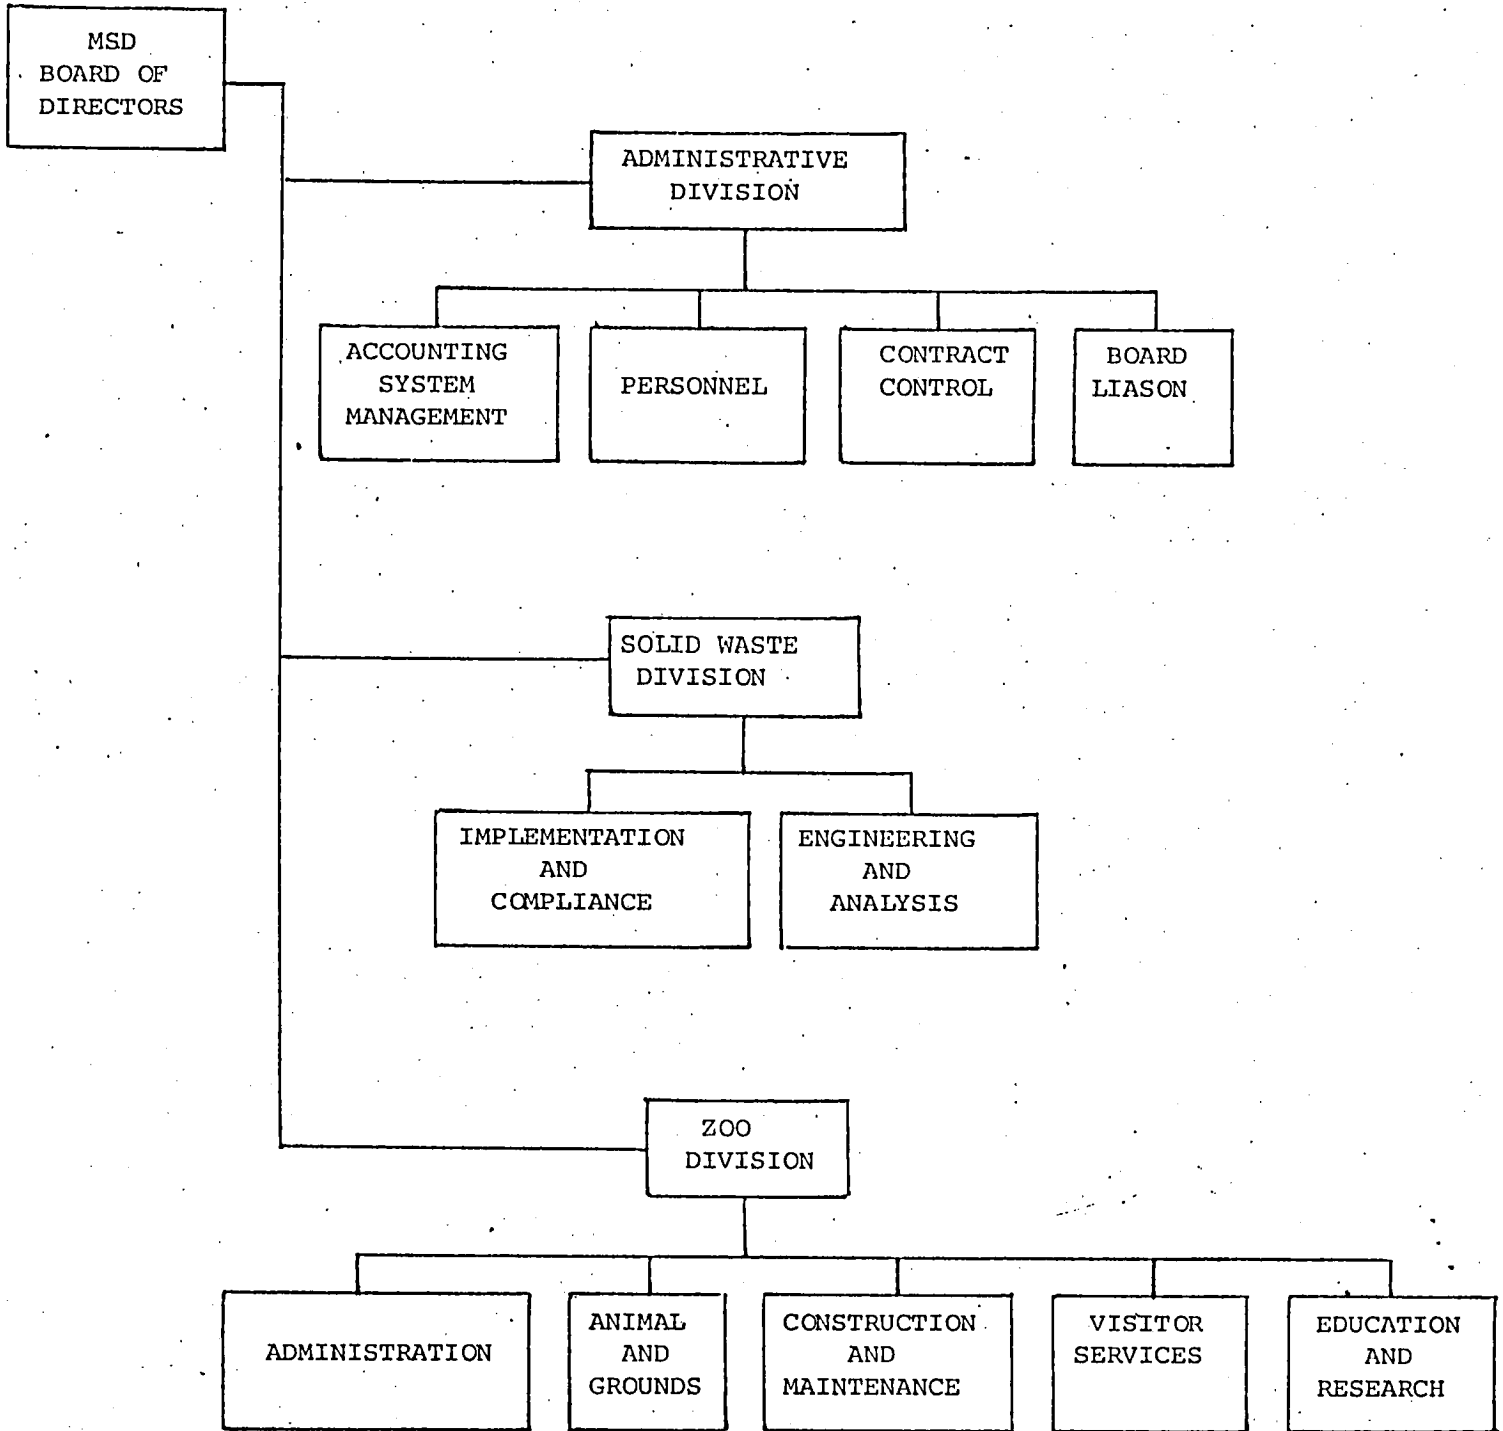 MSD
BOARD OF
DIRECTORS
ADMINISTRATIVE
DIVISION
ACCOUNTING
SYSTEM
MANAGEMENT
PERSONNEL
CONTRACT
CONTROL
BOARD
LIASON
SOLID WASTE
DIVISION
IMPLEMENTATION
AND
COMPLIANCE
ENGINEERING
AND
ANALYSIS
ZOO
DIVISION
ADMINISTRATION
ANIMAL
AND
GROUNDS
CONSTRUCTION
AND
MAINTENANCE
VISITOR
SERVICES
EDUCATION
AND
RESEARCH